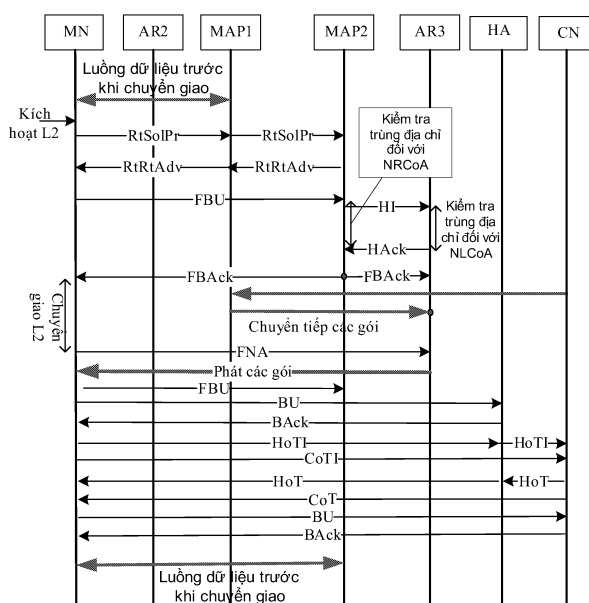 MN AR2 MAP1 MAP2 AR3 HA CN
Luồng dữ liệu trước
khi chuyển giao
Kích
hoạt L2
RtSolPr RtSolPr
Kiểm tra
trùng địa chỉ
đối với
NRCoA
RtRtAdv RtRtAdv
FBU
HI
Kiểm tra
trùng địa
chỉ đối với
NLCoA
HAck
FBAck FBAck
Chuyển
giao L2
Chuyển tiếp các gói
FNA
Phát các gói
FBU
BU
BAck
HoTI HoTI
CoTI
HoT HoT
CoT
BU
BAck
Luồng dữ liệu trước
khi chuyển giao